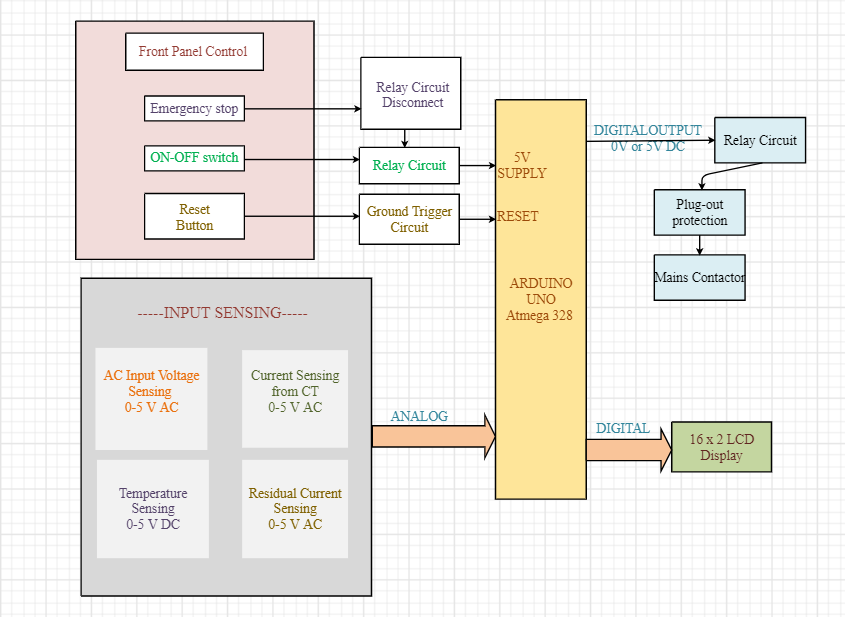 Front Panel Control
Emergency stop
ON-OFF switch
Reset
Button
Relay Circuit
Disconnect
Relay Circuit
Ground Trigger
Circuit
5V
SUPPLY
RESET
ARDUINO
UNO
Atmega 328
DIGITALOUTPUT
0V or 5V DC
Relay Circuit
Plug-out
protection
Mains Contactor
-----INPUT SENSING-----
AC Input Voltage
Sensing
0-5 V AC
Current Sensing
from CT
0-5 V AC
Temperature
Sensing
0-5 V DC
Residual Current
Sensing
0-5 V AC
ANALOG
DIGITAL
16 x 2 LCD
Display